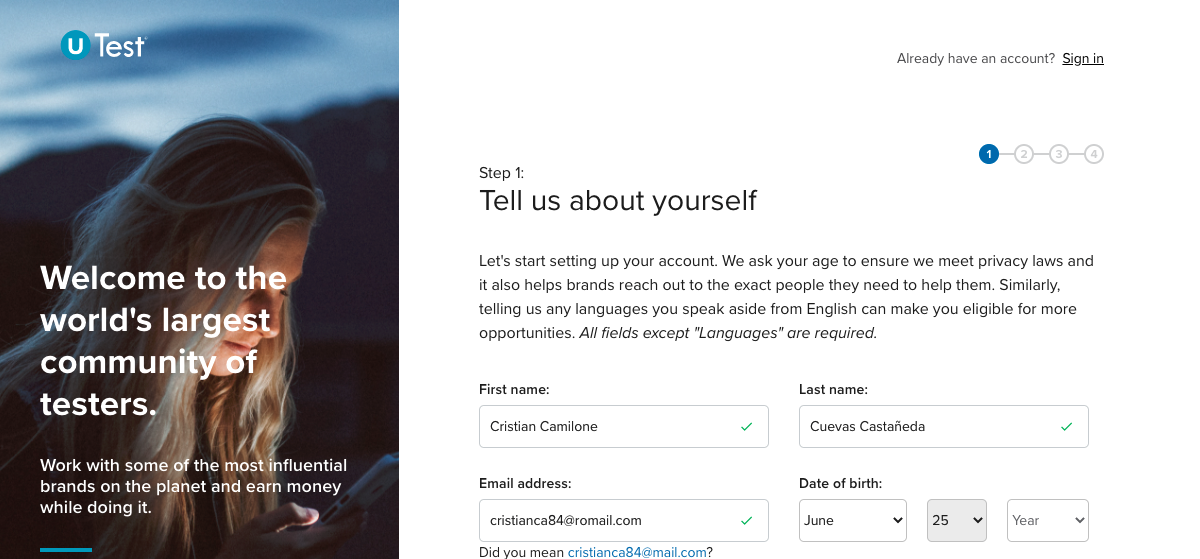 U Test
Already have an account? Sign in
1 2 3 4
Step 1:
Tell us about yourself
Let's start setting up your account. We ask your age to ensure we meet privacy laws and
it also helps brands reach out to the exact people they need to help them. Similarly,
telling us any languages you speak aside from English can make you eligible for more
opportunities. All fields except "Languages" are required.
Welcome to the
world's largest
community of
testers.
Work with some of the most influential
brands on the planet and earn money
while doing it.
First name:
Last name:
Cristian Camilone
Cuevas Castañeda
Email address:
Date of birth:
cristianca84@romail.com
June
25
Year
Did you mean cristianca84@mail.com?